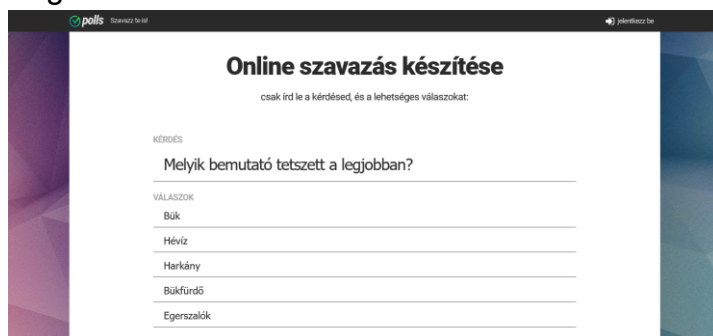 polls Szavazz te is! jelentkezz be
Online szavazás készítése
csak írd le a kérdésed, és a lehetséges válaszokat:
KÉRDÉS
Melyik bemutató tetszett a legjobban?
VÁLASZOK
Bük
Hévíz
Harkány
Bükfürdő
Egerszalók